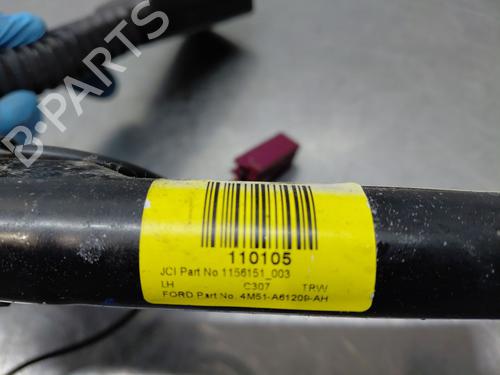 B-PARTS
110105
JCI Part No 1156151_003
LH C307 TRW
FORD Part No. 4M51-A61209-AH